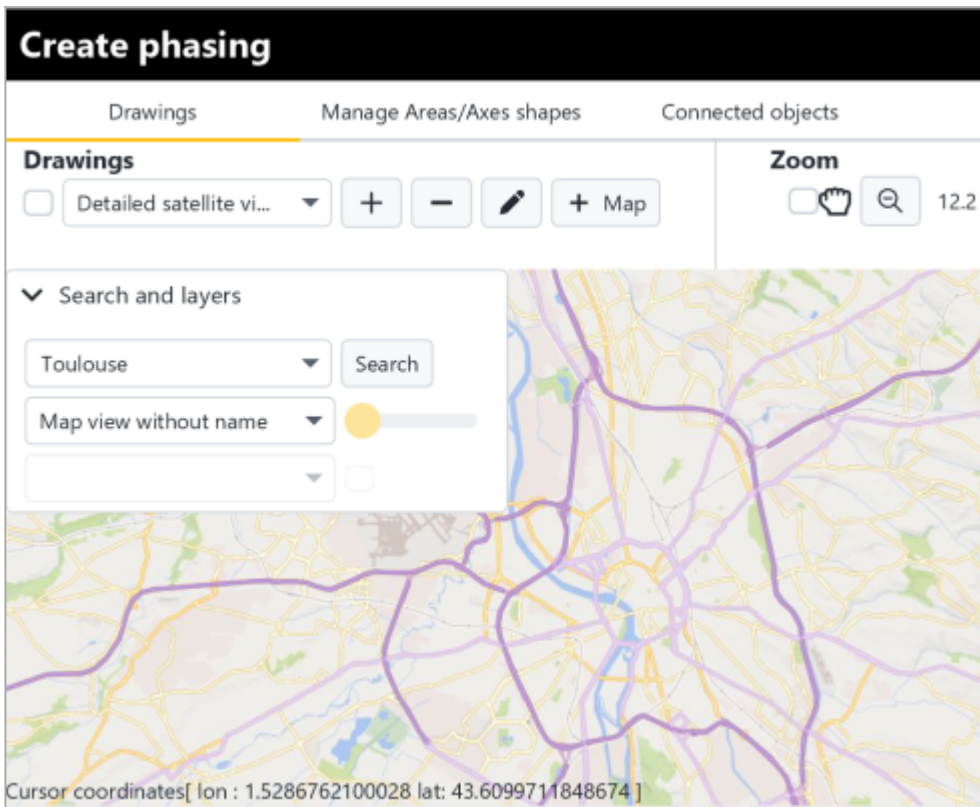 Create phasing
Drawings Manage Areas/Axes shapes Connected objects
Drawings Zoom
Detailed satellite vi... + Map 12.2
Search and layers
Toulouse Search
Map view without name
Cursor coordinates[ lon : 1.5286762100028 lat: 43.6099711848674 ]